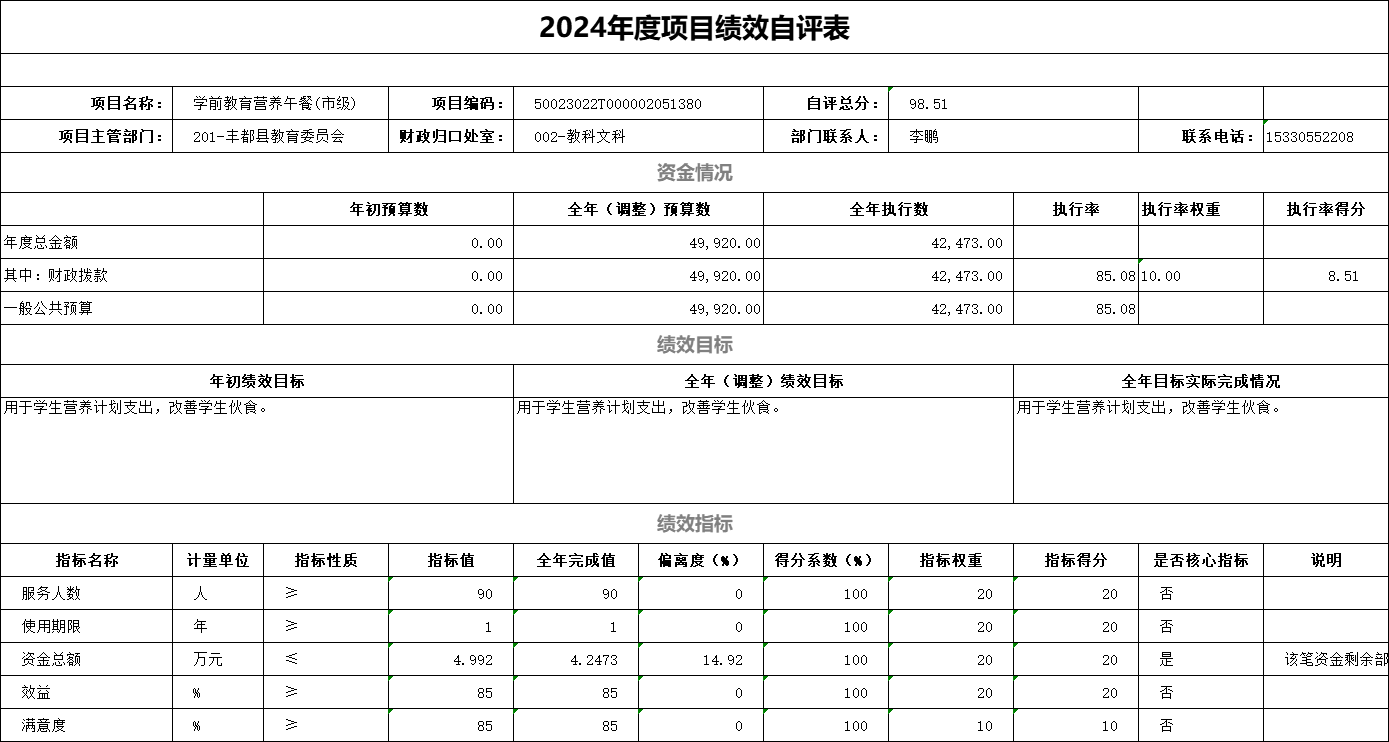 2024年度项目绩效自评表
项目名称： 学前教育营养午餐(市级) 项目编码： 50023022T000002051380 自评总分： 98.51
项目主管部门： 201-丰都县教育委员会 财政归口处室： 002-教科文科 部门联系人： 李鹏 联系电话： 15330552208
资金情况
年初预算数 全年（调整）预算数 全年执行数 执行率 执行率权重 执行率得分
年度总金额 0.00 49,920.00 42,473.00
其中：财政拨款 0.00 49,920.00 42,473.00 85.08 10.00 8.51
一般公共预算 0.00 49,920.00 42,473.00 85.08
绩效目标
年初绩效目标 全年（调整）绩效目标 全年目标实际完成情况
用于学生营养计划支出，改善学生伙食。 用于学生营养计划支出，改善学生伙食。 用于学生营养计划支出，改善学生伙食。
绩效指标
指标名称 计量单位 指标性质 指标值 全年完成值 偏离度（%） 得分系数（%） 指标权重 指标得分 是否核心指标 说明
服务人数 人 ≥ 90 90 0 100 20 20 否
使用期限 年 ≥ 1 1 0 100 20 20 否
资金总额 万元 ≤ 4.992 4.2473 14.92 100 20 20 是 该笔资金剩余部
效益 % ≥ 85 85 0 100 20 20 否
满意度 % ≥ 85 85 0 100 10 10 否